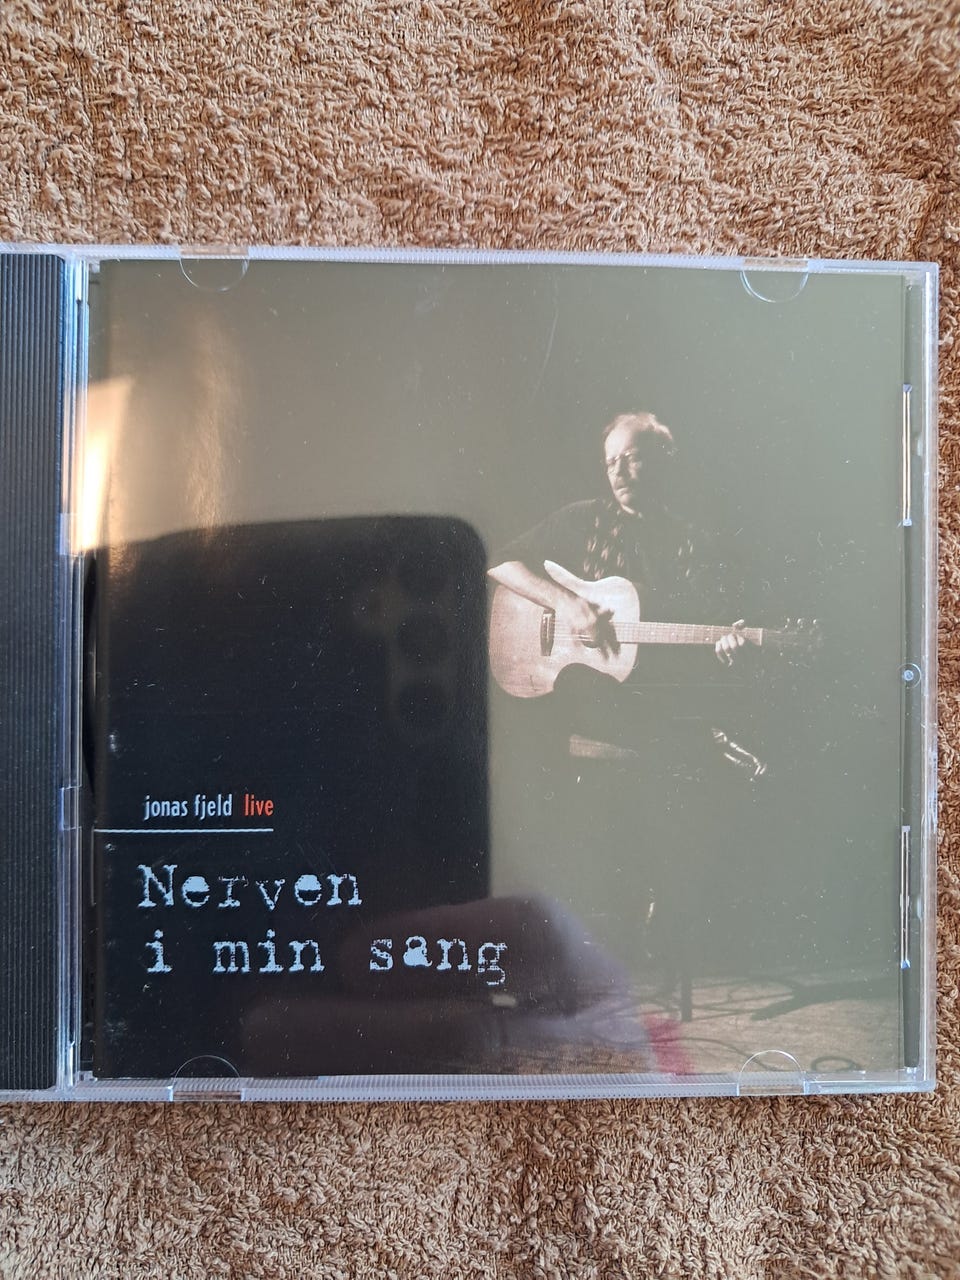 jonas fjeld live
Nerven
i min sang